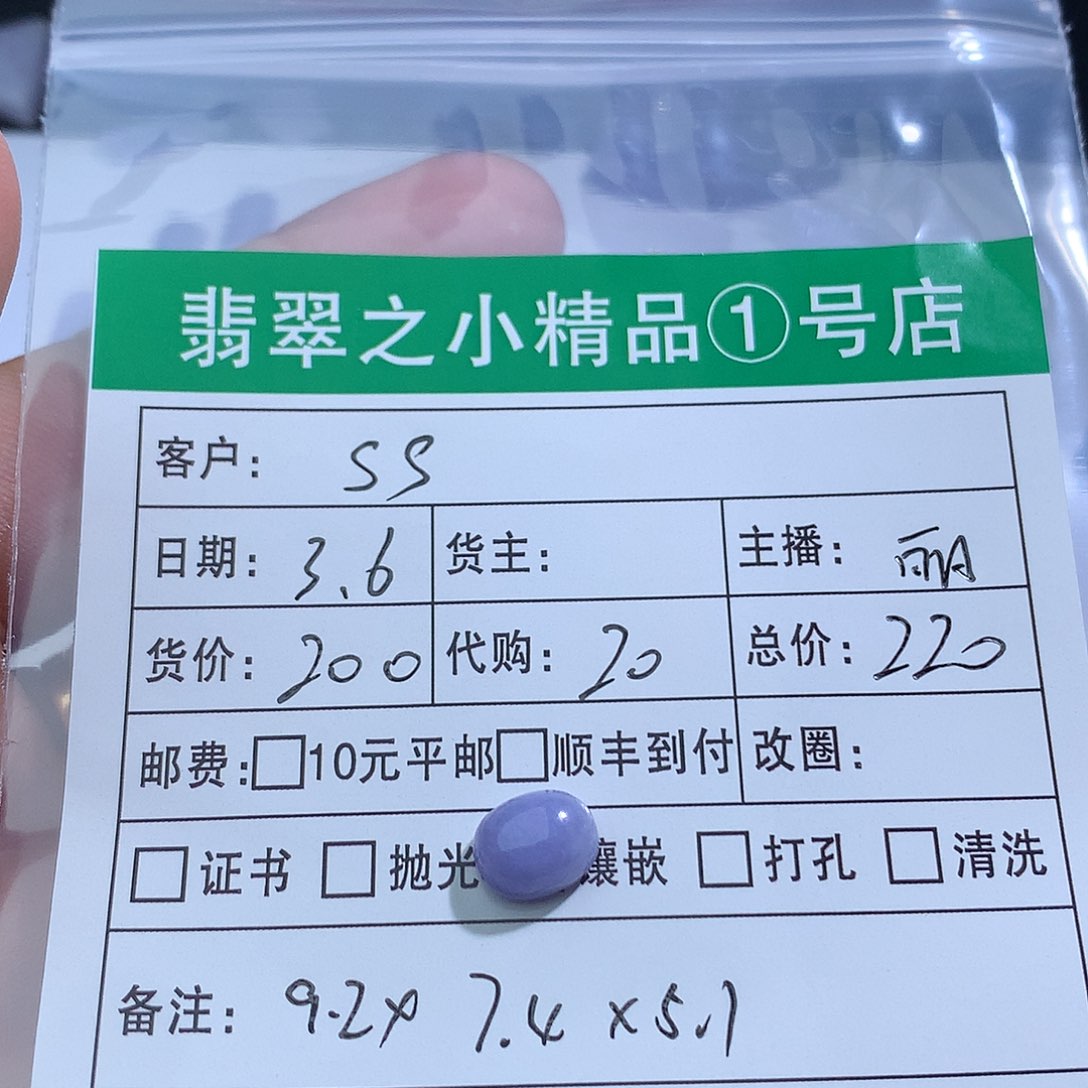 翡翠之小精品①号店
客户: SS
日期: 3.6 货主: 主播: 丽
货价: 200 代购: 20 总价: 220
邮费: □10元平邮□顺丰到付 改圈:
□证书 □抛光 镶嵌 □打孔 □清洗
备注: 9.2x 7.4 x5.1